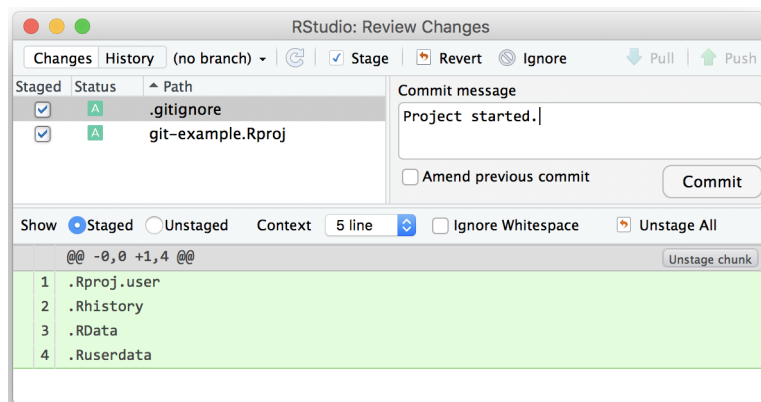 RStudio: Review Changes
Changes History (no branch) Stage Revert Ignore Pull Push
Staged Status Path
A .gitignore
A git-example.Rproj
Commit message
Project started.
Amend previous commit
Commit
Show Staged Unstaged Context 5 line Ignore Whitespace Unstage All
@@ -0,0 +1,4 @@ Unstage chunk
1 .Rproj.user
2 .Rhistory
3 .RData
4 .Ruserdata